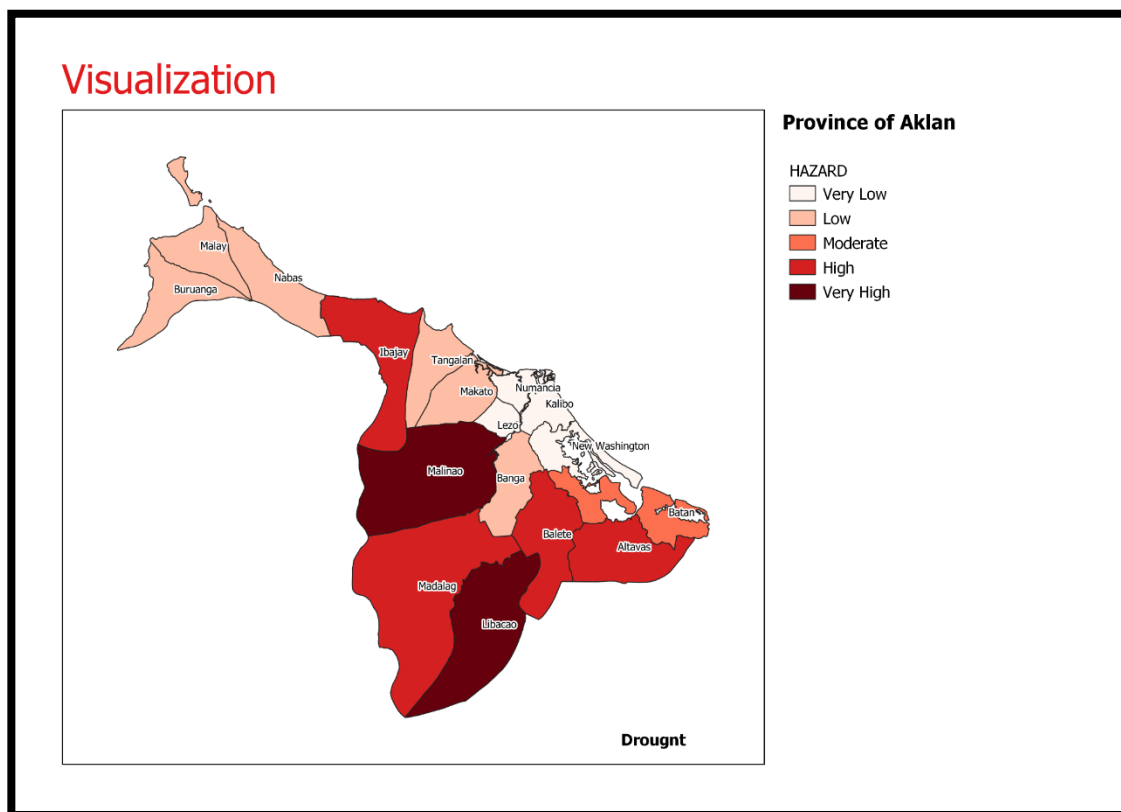 Visualization
Province of Aklan
HAZARD
Very Low
Low
Moderate
High
Very High
Malay
Nabas
Buruanga
Ibajay
Tangalan
Makato
Numancia
Kalibo
Lezo
New Washington
Malinao
Banga
Batan
Balete
Altavas
Madalag
Libacao
Drougnt